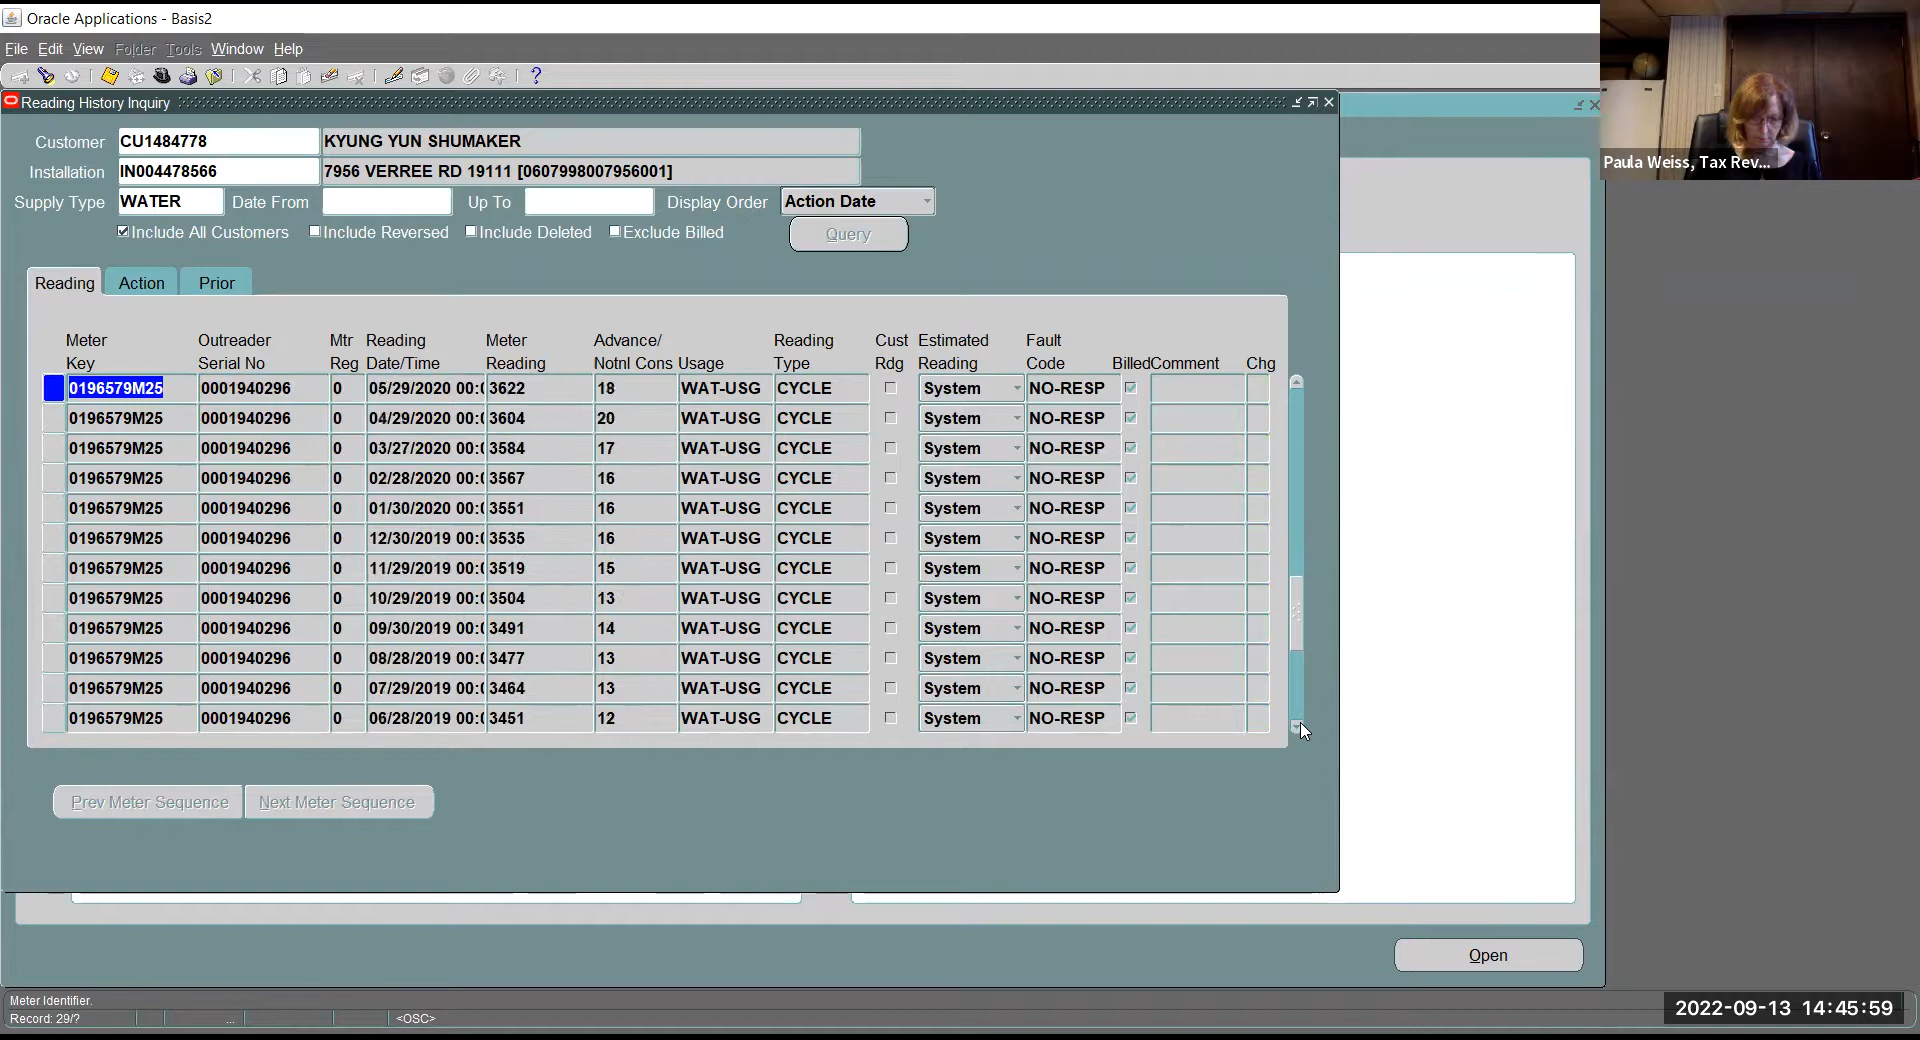 Oracle Applications - Basis2
File Edit View Folder Tools Window Help
Reading History Inquiry
Customer CU1484778 KYUNG YUN SHUMAKER
Installation IN004478566 7956 VERREE RD 19111 [0607998007956001]
Supply Type WATER Date From Up To Display Order Action Date
Include All Customers Include Reversed Include Deleted Exclude Billed Query
Paula Weiss, Tax Rev...
Reading Action Prior
Meter Outreader Mtr Reading Meter Advance/ Reading Cust Estimated Fault
Key Serial No Reg Date/Time Reading Notnl Cons Usage Type Rdg Reading Code Billed Comment Chg
0196579M25 0001940296 0 05/29/2020 00:0 3622 18 WAT-USG CYCLE System NO-RESP
0196579M25 0001940296 0 04/29/2020 00:0 3604 20 WAT-USG CYCLE System NO-RESP
0196579M25 0001940296 0 03/27/2020 00:0 3584 17 WAT-USG CYCLE System NO-RESP
0196579M25 0001940296 0 02/28/2020 00:0 3567 16 WAT-USG CYCLE System NO-RESP
0196579M25 0001940296 0 01/30/2020 00:0 3551 16 WAT-USG CYCLE System NO-RESP
0196579M25 0001940296 0 12/30/2019 00:0 3535 16 WAT-USG CYCLE System NO-RESP
0196579M25 0001940296 0 11/29/2019 00:0 3519 15 WAT-USG CYCLE System NO-RESP
0196579M25 0001940296 0 10/29/2019 00:0 3504 13 WAT-USG CYCLE System NO-RESP
0196579M25 0001940296 0 09/30/2019 00:0 3491 14 WAT-USG CYCLE System NO-RESP
0196579M25 0001940296 0 08/28/2019 00:0 3477 13 WAT-USG CYCLE System NO-RESP
0196579M25 0001940296 0 07/29/2019 00:0 3464 13 WAT-USG CYCLE System NO-RESP
0196579M25 0001940296 0 06/28/2019 00:0 3451 12 WAT-USG CYCLE System NO-RESP
Prev Meter Sequence Next Meter Sequence
Open
Meter Identifier.
Record: 29/? ... <OSC>
2022-09-13 14:45:59